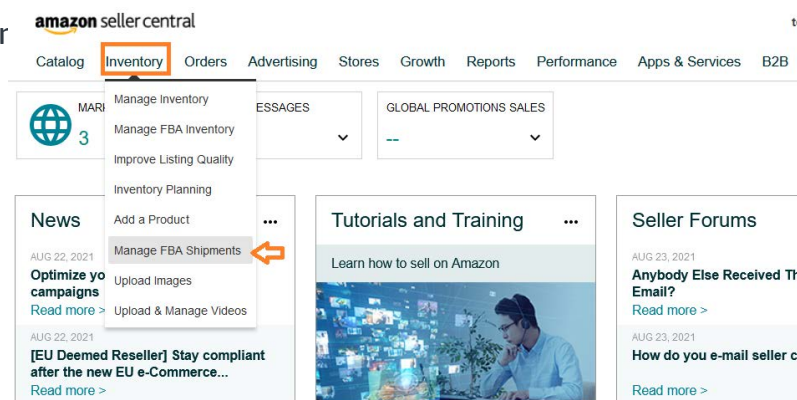 amazon seller central
Catalog Inventory Orders Advertising Stores Growth Reports Performance Apps & Services B2B
3
ESSAGES
GLOBAL PROMOTIONS SALES
--
Manage Inventory
Manage FBA Inventory
Improve Listing Quality
Inventory Planning
Add a Product
Manage FBA Shipments
Upload Images
Upload & Manage Videos
News
AUG 22, 2021
Optimize yo
campaigns
Read more >
AUG 22, 2021
[EU Deemed Reseller] Stay compliant
after the new EU e-Commerce...
Read more >
Tutorials and Training
Learn how to sell on Amazon
Seller Forums
AUG 23, 2021
Anybody Else Received Th
Email?
Read more >
AUG 23, 2021
How do you e-mail seller c
Read more >